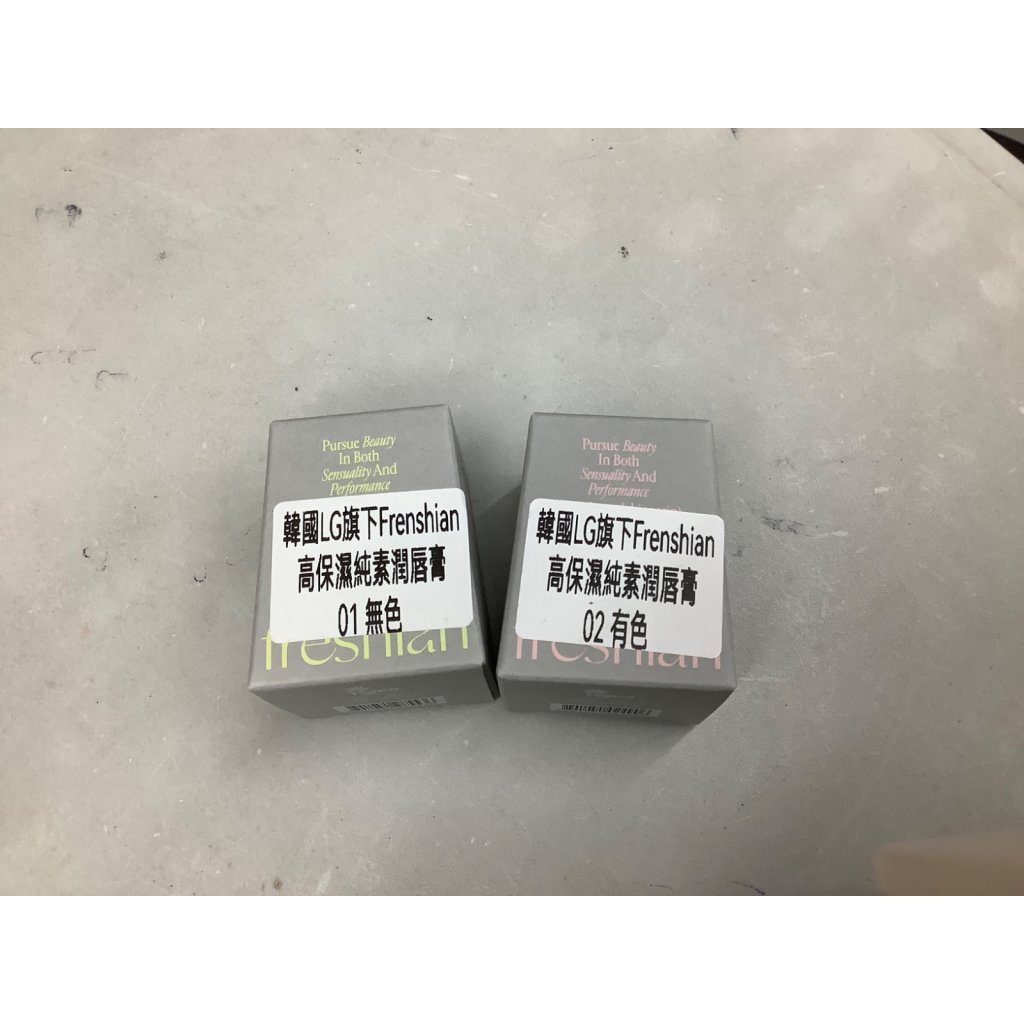 Pursue Beauty
In Both
Sensuality And
Performance
韓國LG旗下Frenshian
高保濕純素潤唇膏
01 無色
freshian
Pursue Beauty
In Both
Sensuality And
Performance
韓國LG旗下Frenshian
高保濕純素潤唇膏
02 有色
freshian